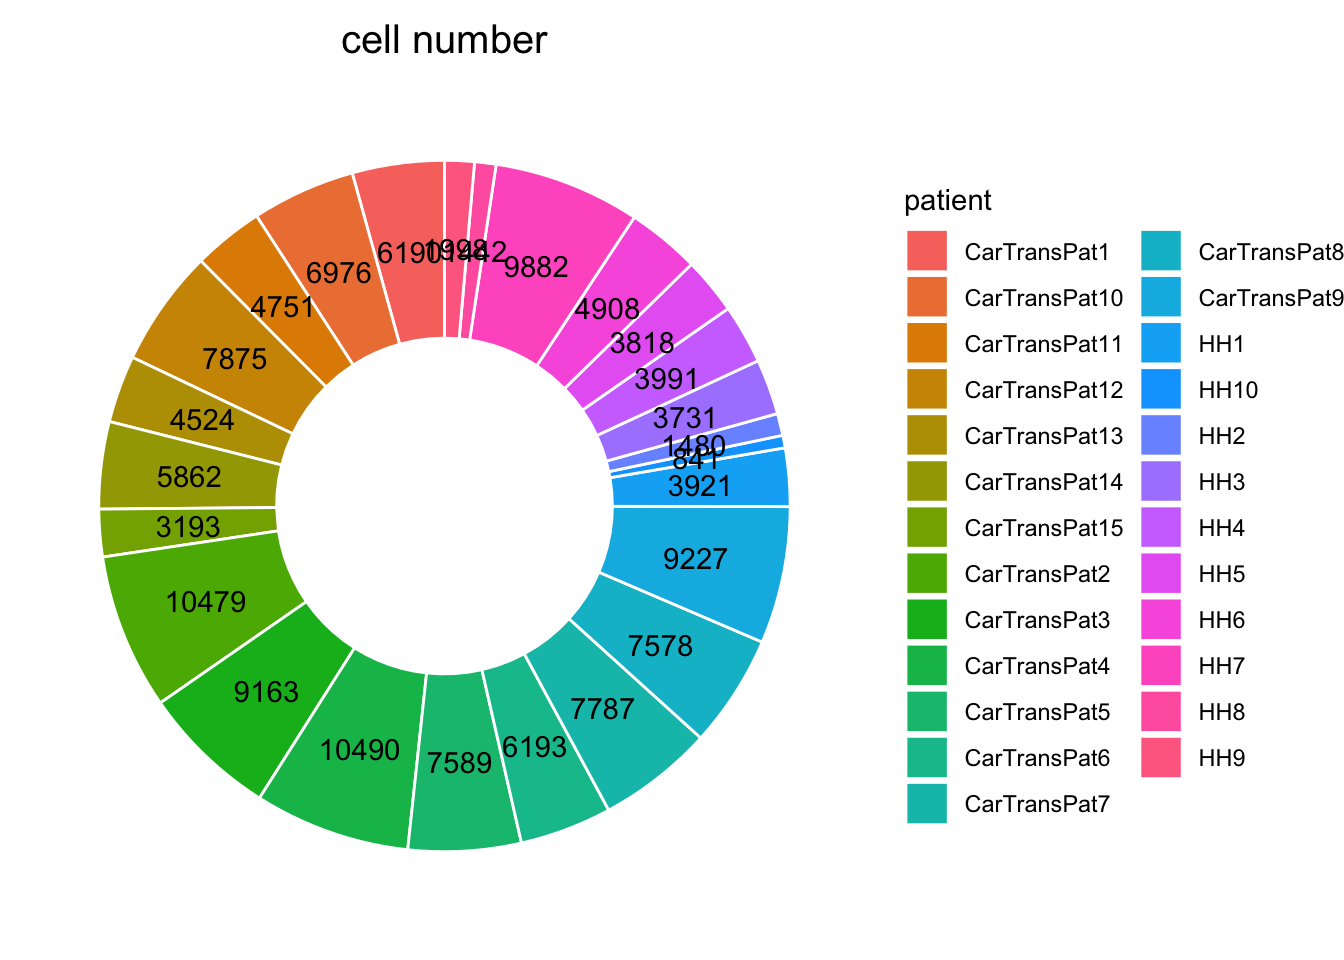 cell number
6190
1998
1442
9882
4908
3818
3991
3731
1480
841
3921
9227
7578
7787
6193
7589
10490
9163
10479
3193
5862
4524
7875
4751
6976
patient
CarTransPat1
CarTransPat10
CarTransPat11
CarTransPat12
CarTransPat13
CarTransPat14
CarTransPat15
CarTransPat2
CarTransPat3
CarTransPat4
CarTransPat5
CarTransPat6
CarTransPat7
CarTransPat8
CarTransPat9
HH1
HH10
HH2
HH3
HH4
HH5
HH6
HH7
HH8
HH9